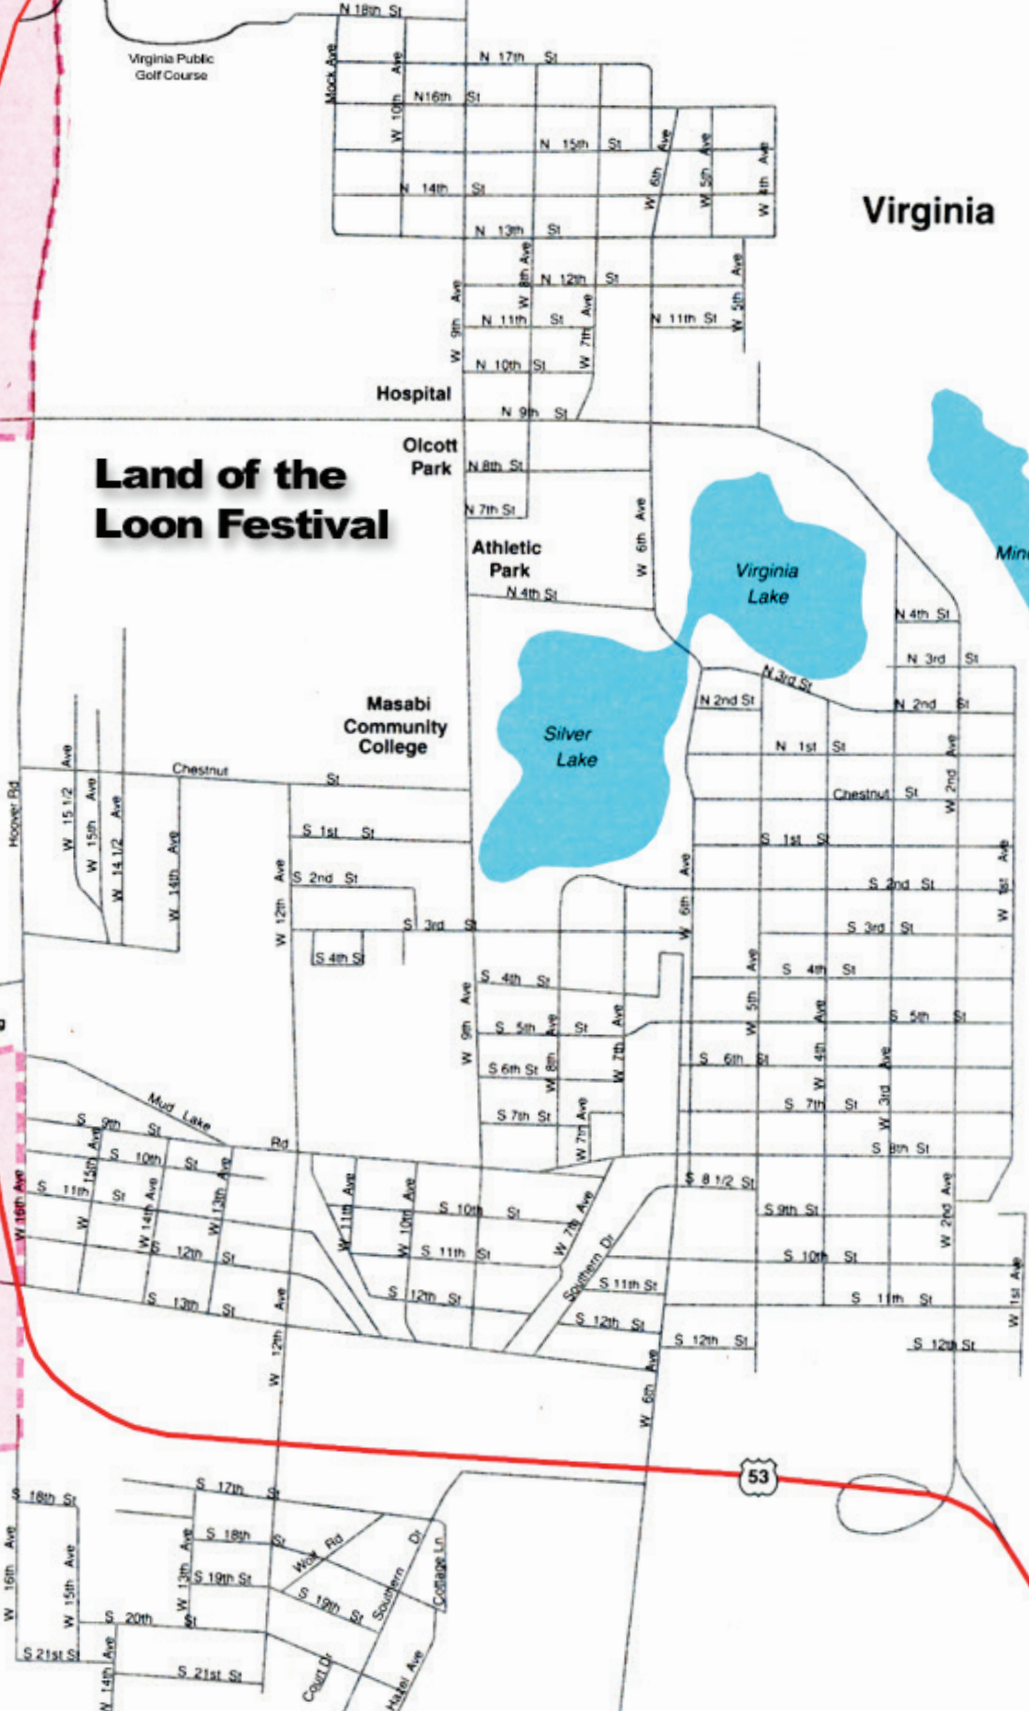 N 18th St
Virginia Public
Golf Course
Mock Ave
W 10th Ave
N 17th St
N16th St
N 15th St
W 6th Ave
W 5th Ave
W 4th Ave
N 14th St
Virginia
N 13th St
W 8th Ave
N 12th St
W 5th Ave
W 9th Ave
N 11th St
W 7th Ave
N 11th St
N 10th St
Hospital
N 9th St
Olcott
Park
N 8th St
Land of the
Loon Festival
N 7th St
W 6th Ave
Athletic
Park
Virginia
Lake
N 4th St
N 4th St
N 3rd St
N 3rd St
N 2nd St
N 2nd St
Masabi
Community
College
Silver
Lake
N 1st St
W 2nd Ave
Chestnut St
Chestnut St
Hoover Rd
W 15 1/2 Ave
W 15th Ave
W 14 1/2 Ave
W 14th Ave
S 1st St
S 1st St
W 12th Ave
S 2nd St
W 6th Ave
S 2nd St
W 1st Ave
S 3rd St
S 3rd St
S 4th St
S 4th St
W 5th Ave
S 4th St
W 9th Ave
S 5th St
W 8th Ave
W 7th Ave
W 4th Ave
S 5th St
S 6th St
S 6th St
W 3rd Ave
Mud Lake Rd
S 7th St
W 7th Ave
S 7th St
S 9th St
S 8th St
W 15th Ave
S 10th St
W 13th Ave
S 8 1/2 St
W 16th Ave
S 11th St
W 14th Ave
W 11th Ave
W 10th Ave
S 10th St
W 7th Ave
S 9th St
W 2nd Ave
S 12th St
S 11th St
Southern Dr
S 10th St
S 11th St
W 1st Ave
S 13th St
S 12th St
S 11th St
W 12th Ave
S 12th St
S 12th St
S 12th St
W 6th Ave
53
S 17th St
S 18th St
S 18th St
Wolf Rd
Southern Dr
Cottage Ln
W 16th Ave
W 15th Ave
W 13th Ave
S 19th St
S 19th St
S 20th St
S 21st St
W 14th Ave
S 21st St
Court Dr
Hazel Ave